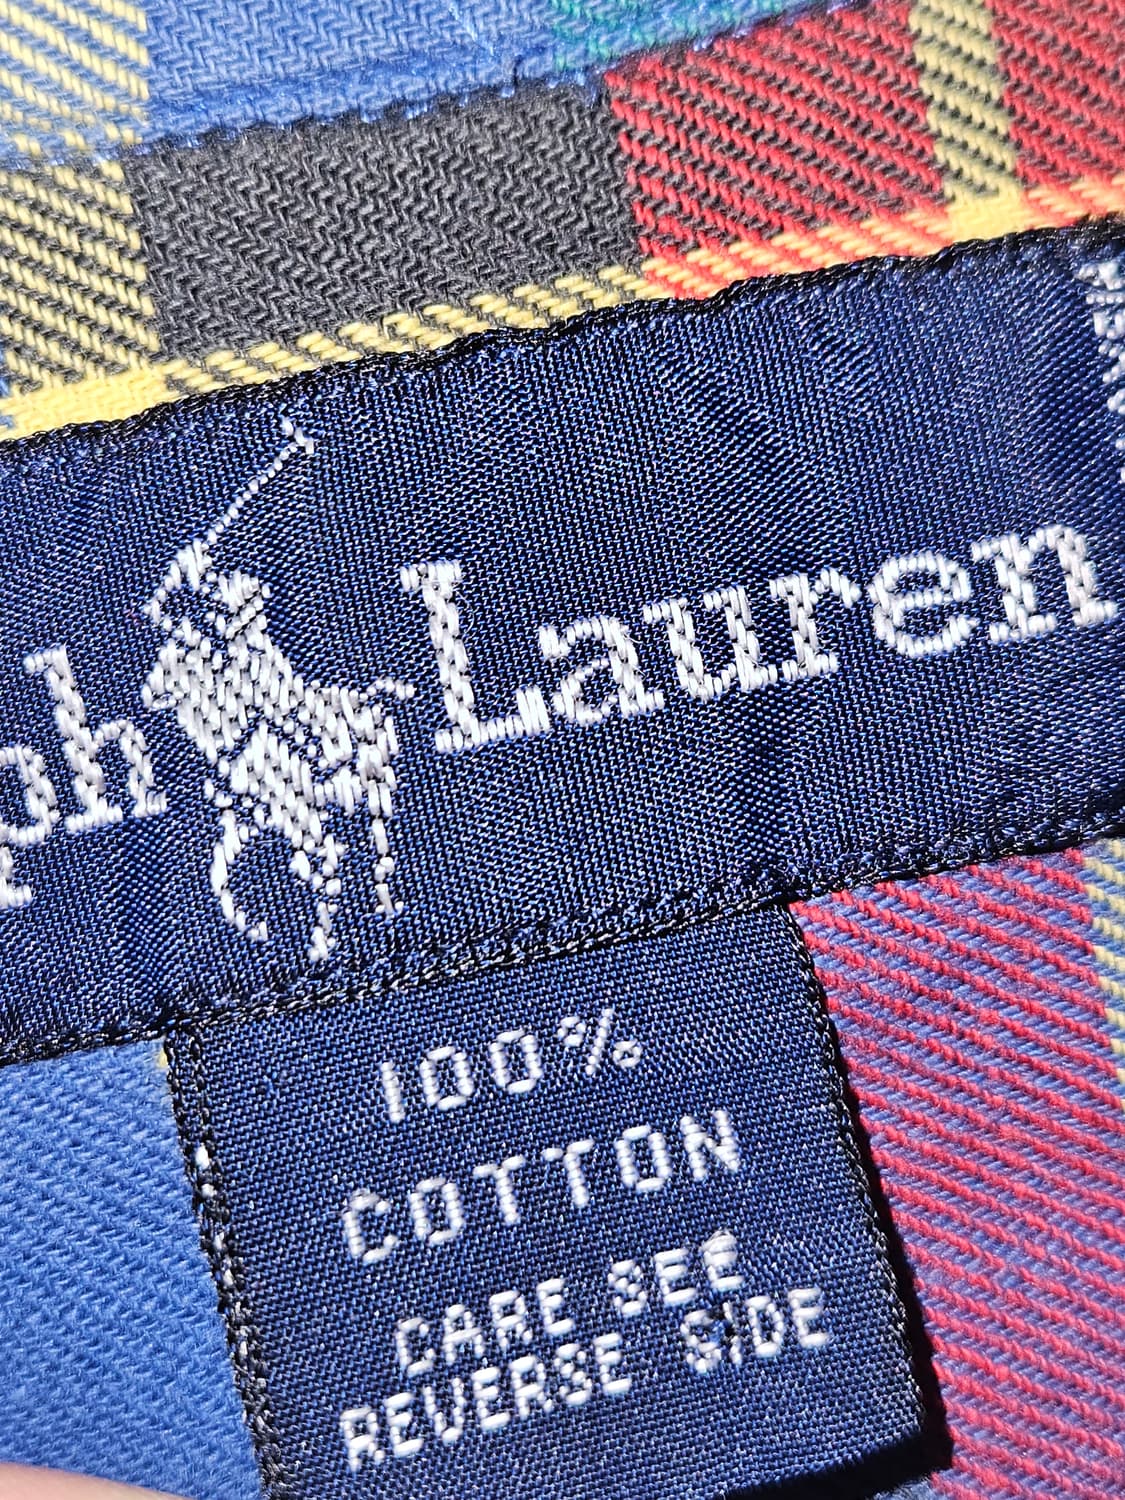 ph Lauren
100%
COTTON
CARE SEE
REVERSE SIDE